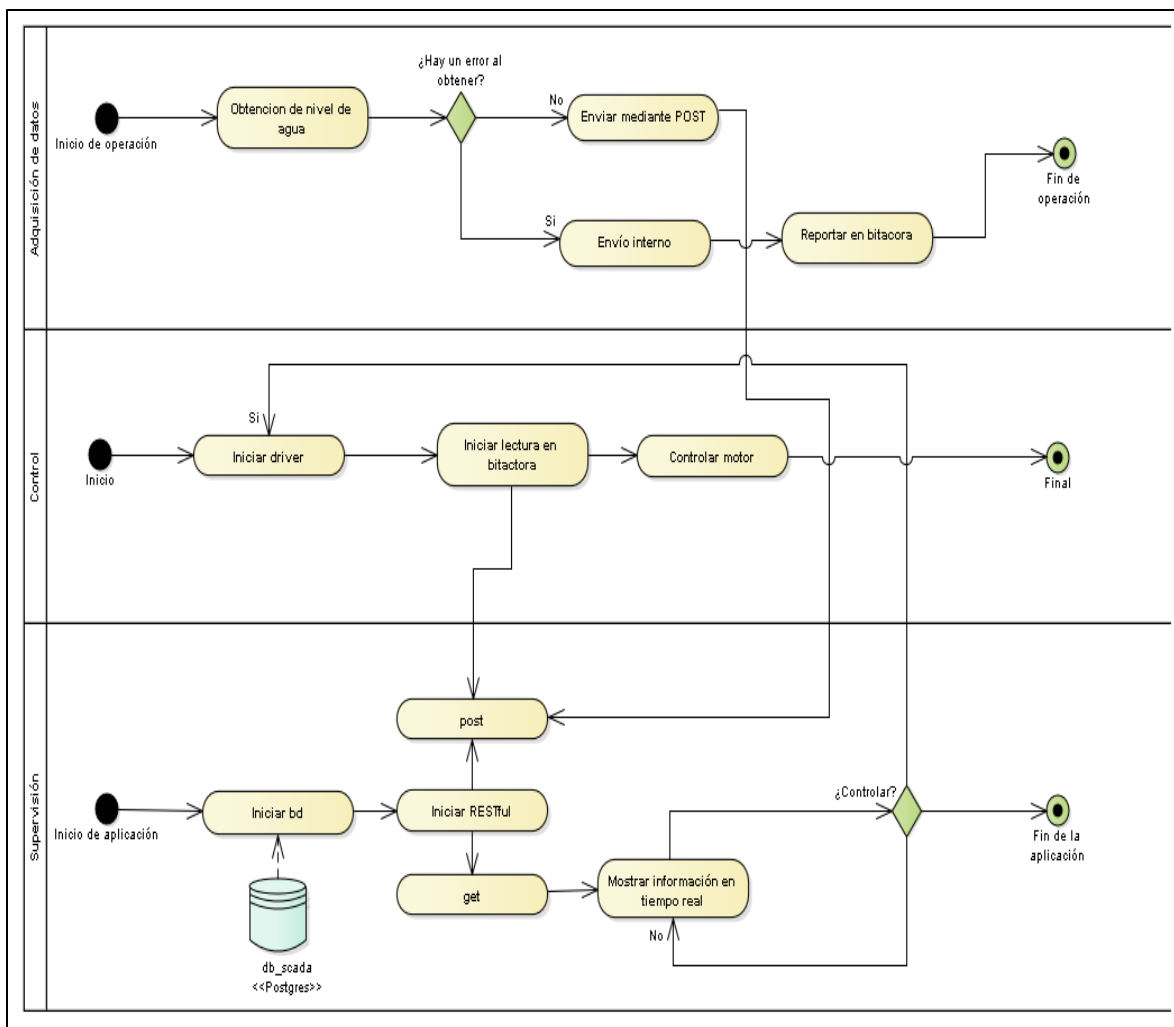 Adquisición de datos
¿Hay un error al
obtener?
Obtencion de nivel de
agua
No
Enviar mediante POST
Inicio de operación
Fin de
operación
Si
Envío interno
Reportar en bitacora
Control
Si
Iniciar driver
Iniciar lectura en
bitactora
Controlar motor
Inicio
Final
Supervisión
post
¿Controlar?
Iniciar bd
Iniciar RESTful
Inicio de aplicación
Fin de la
aplicación
get
Mostrar información en
tiempo real
No
db_scada
<<Postgres>>